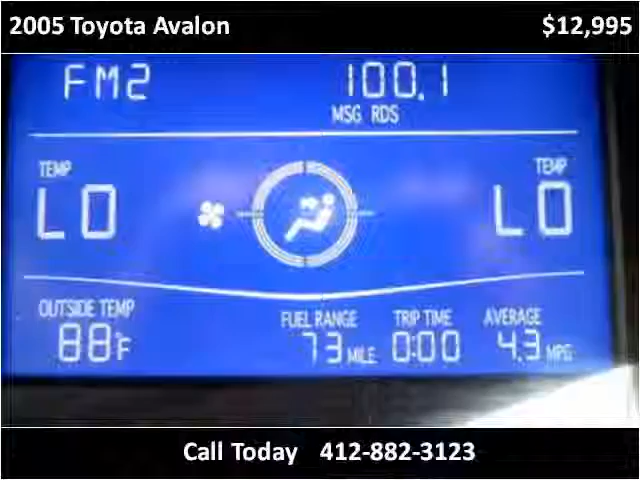 2005 Toyota Avalon $12,995
FM2 100.1
MSG RDS
TEMP TEMP
LO LO
OUTSIDE TEMP FUEL RANGE TRIP TIME AVERAGE
88°F 73 MILE 0:00 4.3 MPG
Call Today 412-882-3123